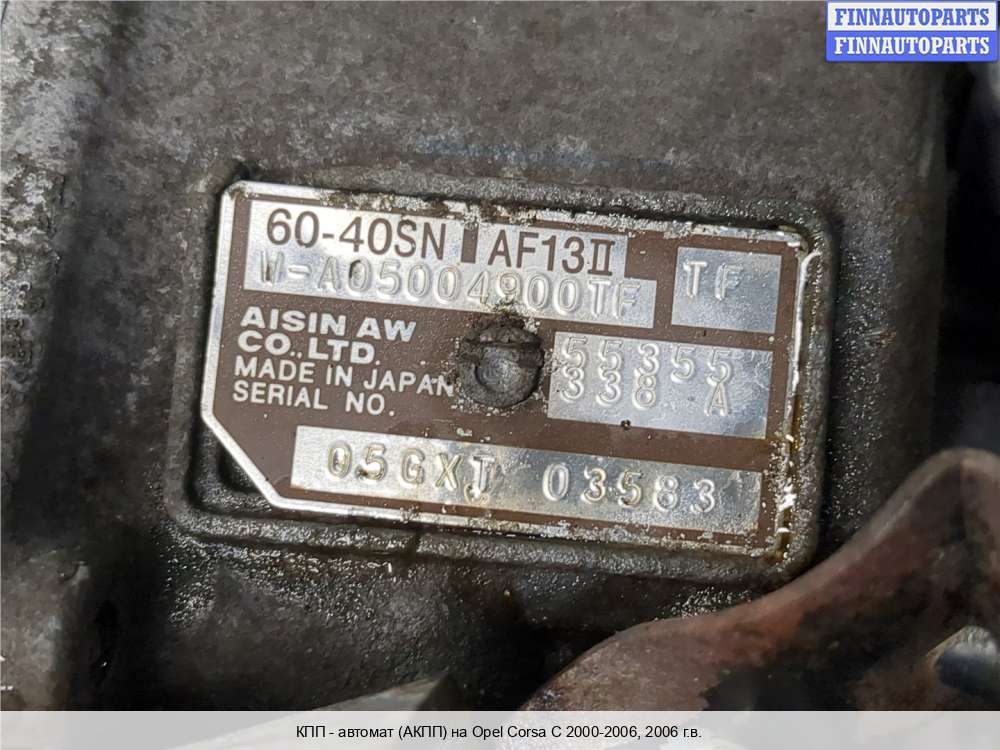 FINNAUTOPARTS
FINNAUTOPARTS
60-40SN AF13II
W-A05004900TF TF
AISIN AW
CO.,LTD.
MADE IN JAPAN
SERIAL NO.
55355
338 A
05GXJ 03583
КПП - автомат (АКПП) на Opel Corsa C 2000-2006, 2006 г.в.